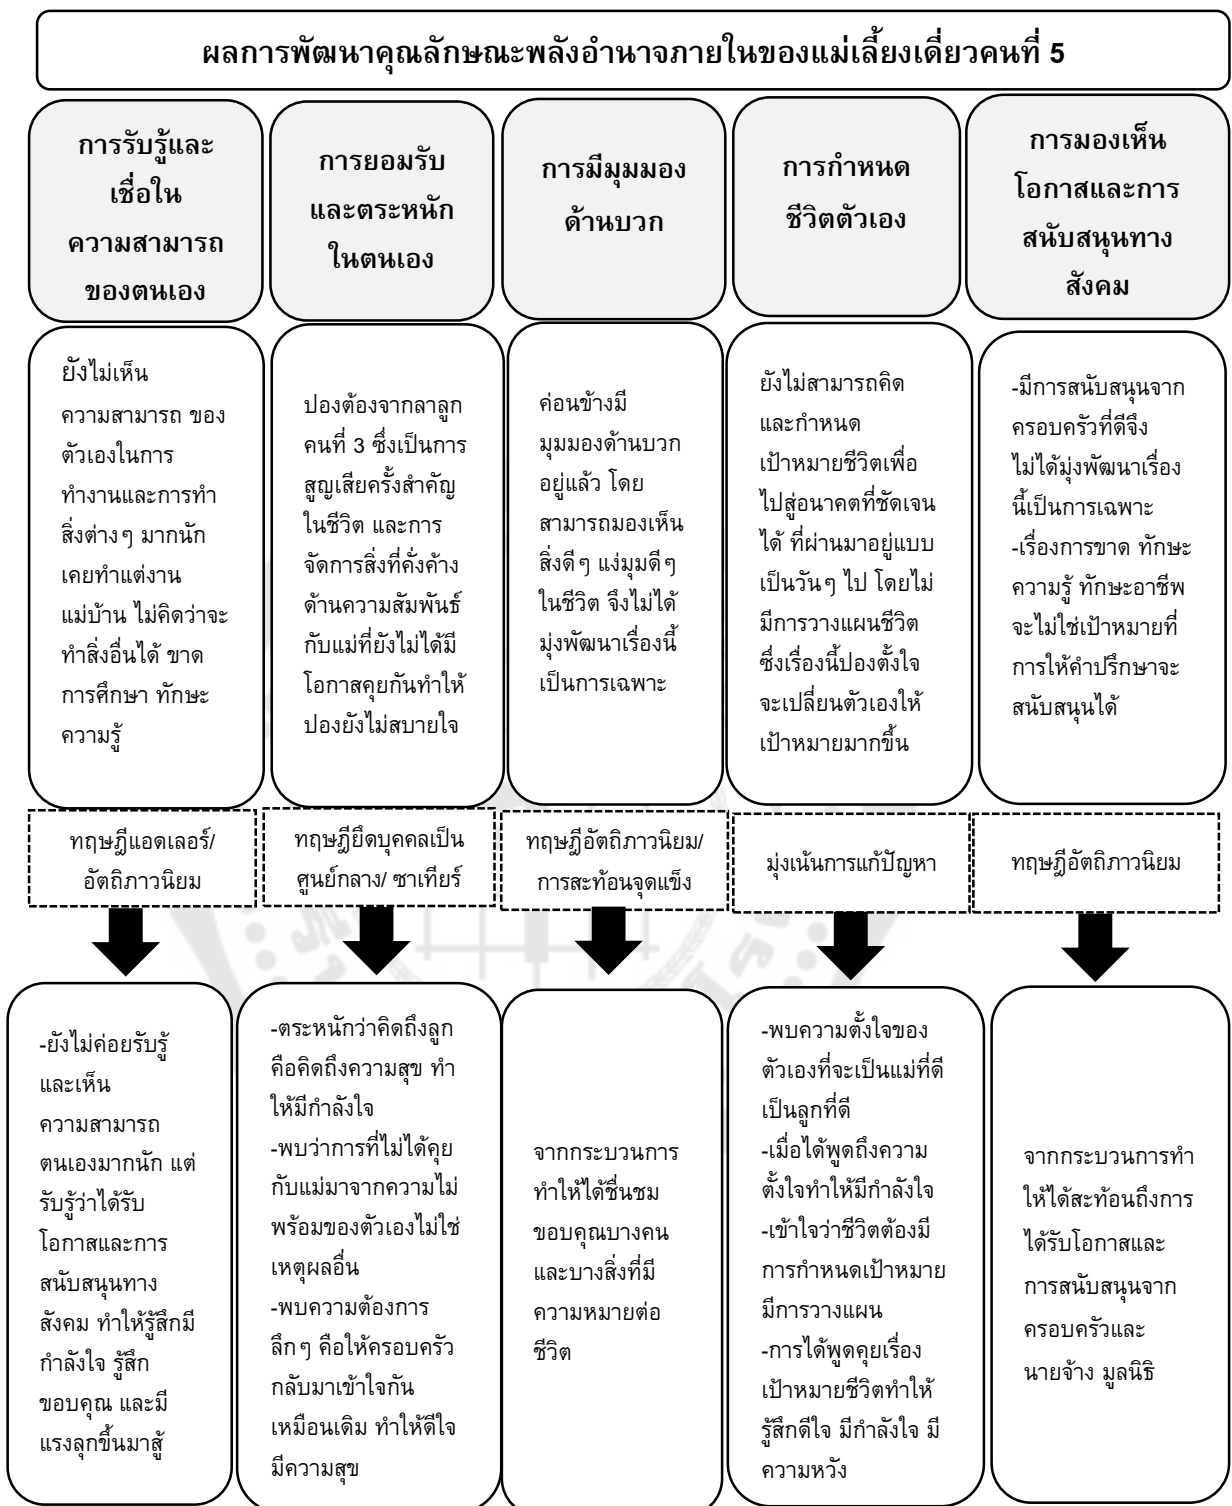 ผลการพัฒนาคุณลักษณะพลังอำนาจภายในของแม่เลี้ยงเดี่ยวคนที่ 5
การรับรู้และ
เชื่อใน
ความสามารถ
ของตนเอง
การยอมรับ
และตระหนัก
ในตนเอง
การมีมุมมอง
ด้านบวก
การกำหนด
ชีวิตตัวเอง
การมองเห็น
โอกาสและการ
สนับสนุนทาง
สังคม
ยังไม่เห็น
ความสามารถ ของ
ตัวเองในการ
ทำงานและการทำ
สิ่งต่างๆ มากนัก
เคยทำแต่งาน
แม่บ้าน ไม่คิดว่าจะ
ทำสิ่งอื่นได้ ขาด
การศึกษา ทักษะ
ความรู้
ปองต้องจากลาลูก
คนที่ 3 ซึ่งเป็นการ
สูญเสียครั้งสำคัญ
ในชีวิต และการ
จัดการสิ่งที่คั่งค้าง
ด้านความสัมพันธ์
กับแม่ที่ยังไม่ได้มี
โอกาสคุยกันทำให้
ปองยังไม่สบายใจ
ค่อนข้างมี
มุมมองด้านบวก
อยู่แล้ว โดย
สามารถมองเห็น
สิ่งดีๆ แง่มุมดีๆ
ในชีวิต จึงไม่ได้
มุ่งพัฒนาเรื่องนี้
เป็นการเฉพาะ
ยังไม่สามารถคิด
และกำหนด
เป้าหมายชีวิตเพื่อ
ไปสู่อนาคตที่ชัดเจน
ได้ ที่ผ่านมาอยู่แบบ
เป็นวันๆ ไป โดยไม่
มีการวางแผนชีวิต
ซึ่งเรื่องนี้ปองตั้งใจ
จะเปลี่ยนตัวเองให้
เป้าหมายมากขึ้น
-มีการสนับสนุนจาก
ครอบครัวที่ดีจึง
ไม่ได้มุ่งพัฒนาเรื่อง
นี้เป็นการเฉพาะ
-เรื่องการขาด ทักษะ
ความรู้ ทักษะอาชีพ
จะไม่ใช่เป้าหมายที่
การให้คำปรึกษาจะ
สนับสนุนได้
ทฤษฎีแอดเลอร์/
อัตถิภาวนิยม
ทฤษฎียึดบุคคลเป็น
ศูนย์กลาง/ ซาเทียร์
ทฤษฎีอัตถิภาวนิยม/
การสะท้อนจุดแข็ง
มุ่งเน้นการแก้ปัญหา
ทฤษฎีอัตถิภาวนิยม
-ยังไม่ค่อยรับรู้
และเห็น
ความสามารถ
ตนเองมากนัก แต่
รับรู้ว่าได้รับ
โอกาสและการ
สนับสนุนทาง
สังคม ทำให้รู้สึกมี
กำลังใจ รู้สึก
ขอบคุณ และมี
แรงลุกขึ้นมาสู้
-ตระหนักว่าคิดถึงลูก
คือคิดถึงความสุข ทำ
ให้มีกำลังใจ
-พบว่าการที่ไม่ได้คุย
กับแม่มาจากความไม่
พร้อมของตัวเองไม่ใช่
เหตุผลอื่น
-พบความต้องการ
ลึกๆ คือให้ครอบครัว
กลับมาเข้าใจกัน
เหมือนเดิม ทำให้ดีใจ
มีความสุข
จากกระบวนการ
ทำให้ได้ชื่นชม
ขอบคุณบางคน
และบางสิ่งที่มี
ความหมายต่อ
ชีวิต
-พบความตั้งใจของ
ตัวเองที่จะเป็นแม่ที่ดี
เป็นลูกที่ดี
-เมื่อได้พูดถึงความ
ตั้งใจทำให้มีกำลังใจ
-เข้าใจว่าชีวิตต้องมี
การกำหนดเป้าหมาย
มีการวางแผน
-การได้พูดคุยเรื่อง
เป้าหมายชีวิตทำให้
รู้สึกดีใจ มีกำลังใจ มี
ความหวัง
จากกระบวนการทำ
ให้ได้สะท้อนถึงการ
ได้รับโอกาสและ
การสนับสนุนจาก
ครอบครัวและ
นายจ้าง มูลนิธิ